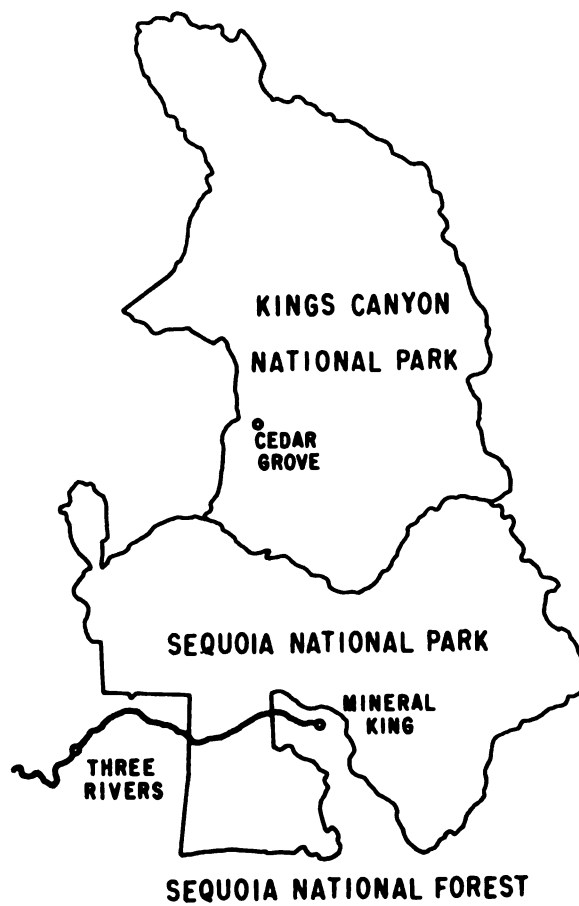 KINGS CANYON
NATIONAL PARK
CEDAR
GROVE
SEQUOIA NATIONAL PARK
MINERAL
KING
THREE
RIVERS
SEQUOIA NATIONAL FOREST